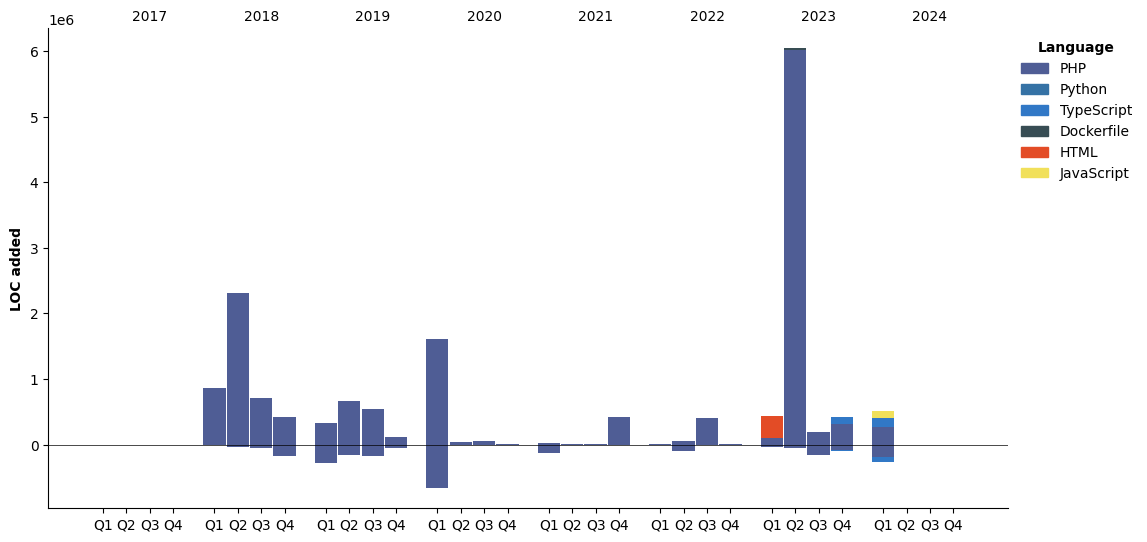 2017 2018 2019 2020 2021 2022 2023 2024
1e6
Language
PHP
Python
TypeScript
Dockerfile
HTML
JavaScript
LOC added
6
5
4
3
2
1
0
Q1 Q2 Q3 Q4 Q1 Q2 Q3 Q4 Q1 Q2 Q3 Q4 Q1 Q2 Q3 Q4 Q1 Q2 Q3 Q4 Q1 Q2 Q3 Q4 Q1 Q2 Q3 Q4 Q1 Q2 Q3 Q4